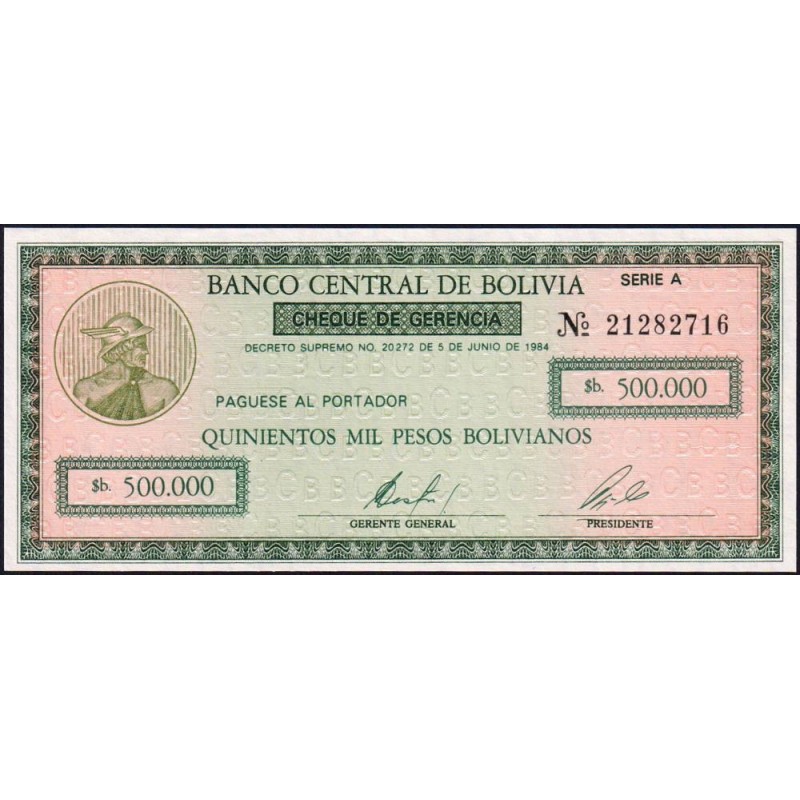 BANCO CENTRAL DE BOLIVIA
SERIE A
CHEQUE DE GERENCIA
№ 21282716
DECRETO SUPREMO NO. 20272 DE 5 DE JUNIO DE 1984
$b. 500.000
PAGUESE AL PORTADOR
QUINIENTOS MIL PESOS BOLIVIANOS
$b. 500.000
GERENTE GENERAL
PRESIDENTE